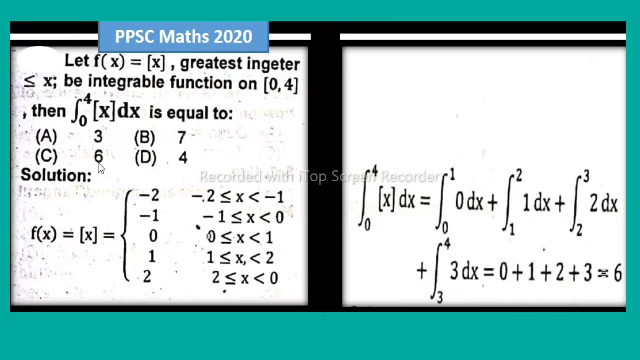 PPSC Maths 2020
Let f(x) = [x] , greatest ingeter
≤ x; be integrable function on [0,4]
, then ∫₀⁴[x]dx is equal to:
(A) 3 (B) 7
(C) 6 (D) 4
Solution:
f(x) = [x] = { −2 −2 ≤ x < −1
−1 −1 ≤ x < 0
0 0 ≤ x < 1
1 1 ≤ x, < 2
2 2 ≤ x < 0
Recorded with iTop Screen Recorder
∫₀⁴ [x] dx = ∫₀¹ 0 dx + ∫₁² 1 dx + ∫₂³ 2 dx
+ ∫₃⁴ 3 dx = 0 + 1 + 2 + 3 = 6